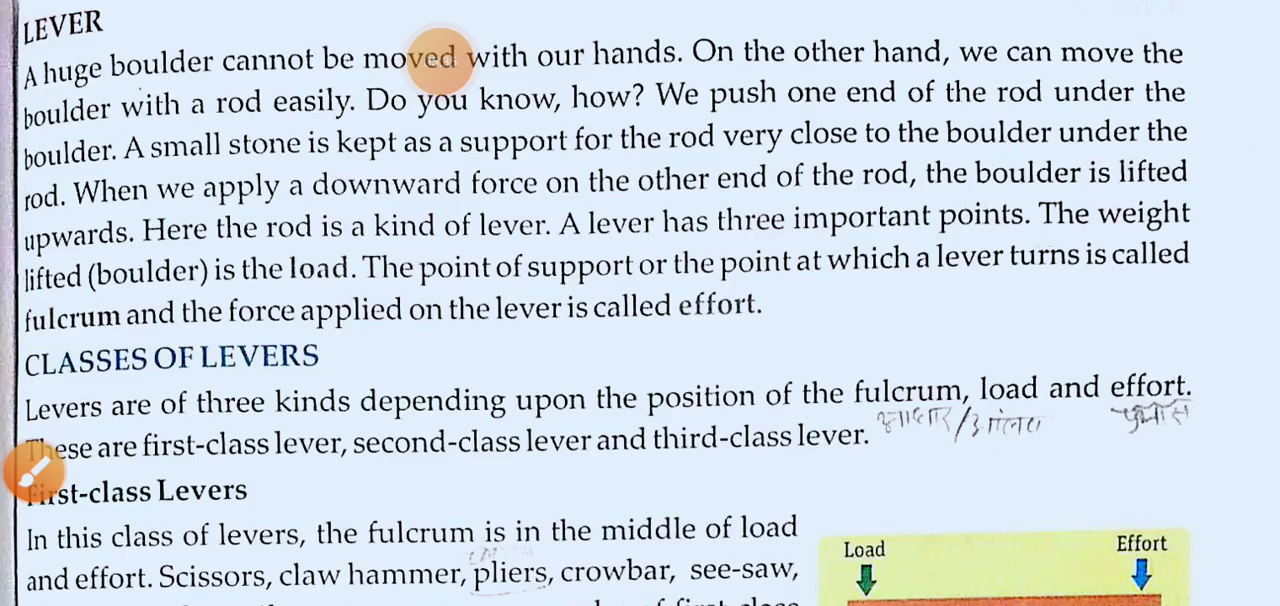 LEVER
A huge boulder cannot be moved with our hands. On the other hand, we can move the
boulder with a rod easily. Do you know, how? We push one end of the rod under the
boulder. A small stone is kept as a support for the rod very close to the boulder under the
rod. When we apply a downward force on the other end of the rod, the boulder is lifted
upwards. Here the rod is a kind of lever. A lever has three important points. The weight
lifted (boulder) is the load. The point of support or the point at which a lever turns is called
fulcrum and the force applied on the lever is called effort.
CLASSES OF LEVERS
Levers are of three kinds depending upon the position of the fulcrum, load and effort.
These are first-class lever, second-class lever and third-class lever.
First-class Levers
In this class of levers, the fulcrum is in the middle of load
and effort. Scissors, claw hammer, pliers, crowbar, see-saw,
Load
Effort